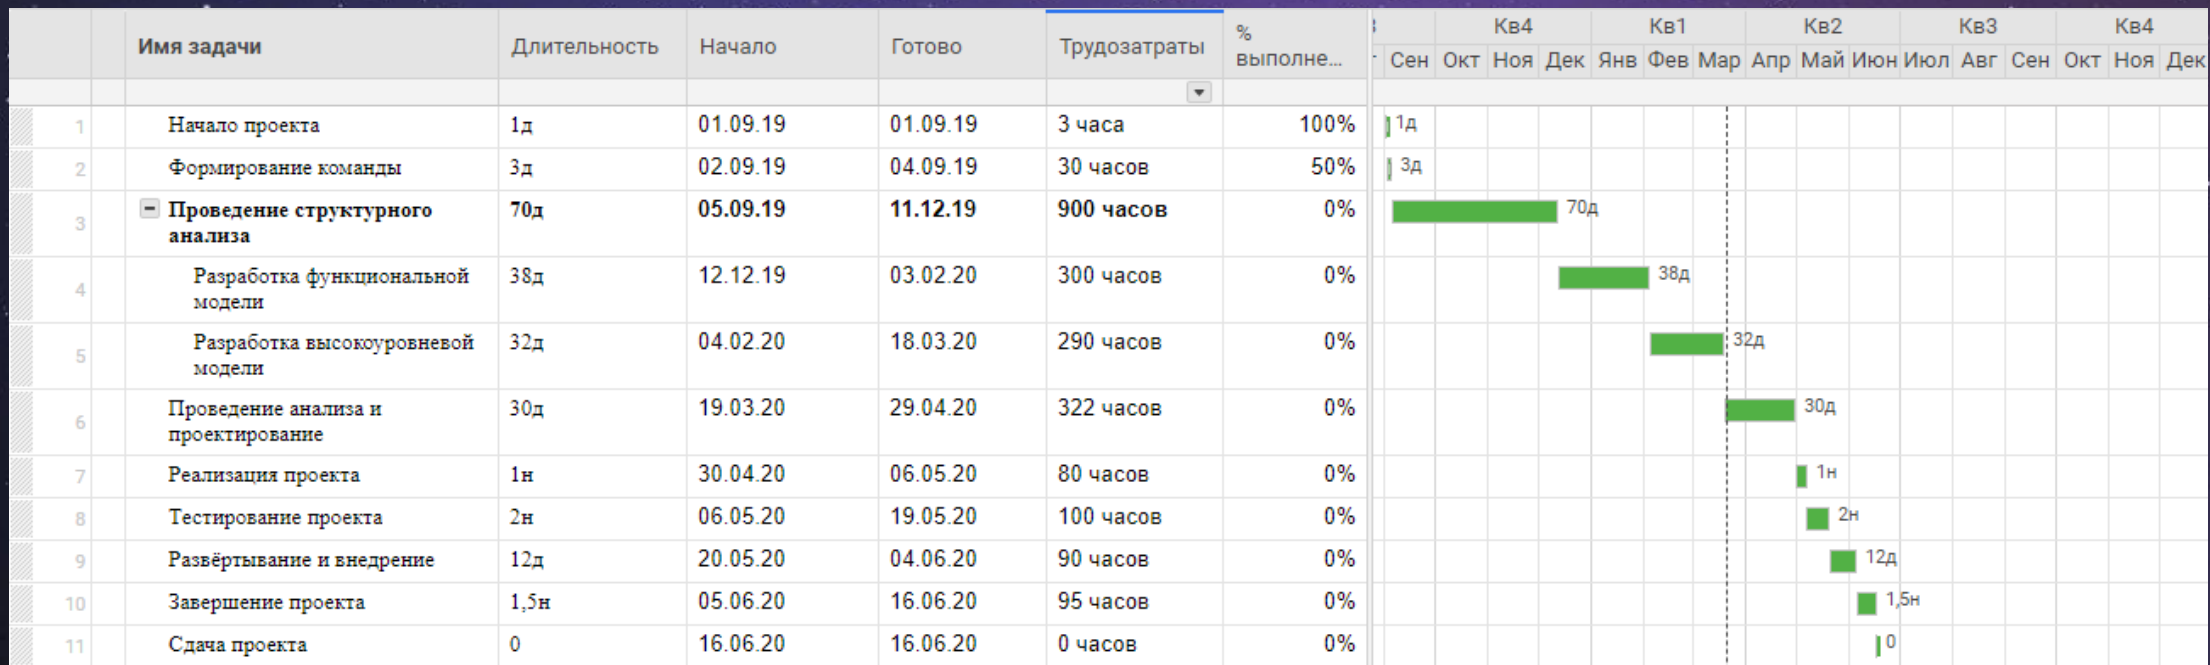 Имя задачи Длительность Начало Готово Трудозатраты % выполне... Кв4 Кв1 Кв2 Кв3 Кв4
Сен Окт Ноя Дек Янв Фев Мар Апр Май Июн Июл Авг Сен Окт Ноя Дек
1 Начало проекта 1д 01.09.19 01.09.19 3 часа 100% 1д
2 Формирование команды 3д 02.09.19 04.09.19 30 часов 50% 3д
3 Проведение структурного 70д 05.09.19 11.12.19 900 часов 0% 70д
анализа
4 Разработка функциональной 38д 12.12.19 03.02.20 300 часов 0% 38д
модели
5 Разработка высокоуровневой 32д 04.02.20 18.03.20 290 часов 0% 32д
модели
6 Проведение анализа и 30д 19.03.20 29.04.20 322 часов 0% 30д
проектирование
7 Реализация проекта 1н 30.04.20 06.05.20 80 часов 0% 1н
8 Тестирование проекта 2н 06.05.20 19.05.20 100 часов 0% 2н
9 Развёртывание и внедрение 12д 20.05.20 04.06.20 90 часов 0% 12д
10 Завершение проекта 1,5н 05.06.20 16.06.20 95 часов 0% 1,5н
11 Сдача проекта 0 16.06.20 16.06.20 0 часов 0% 0